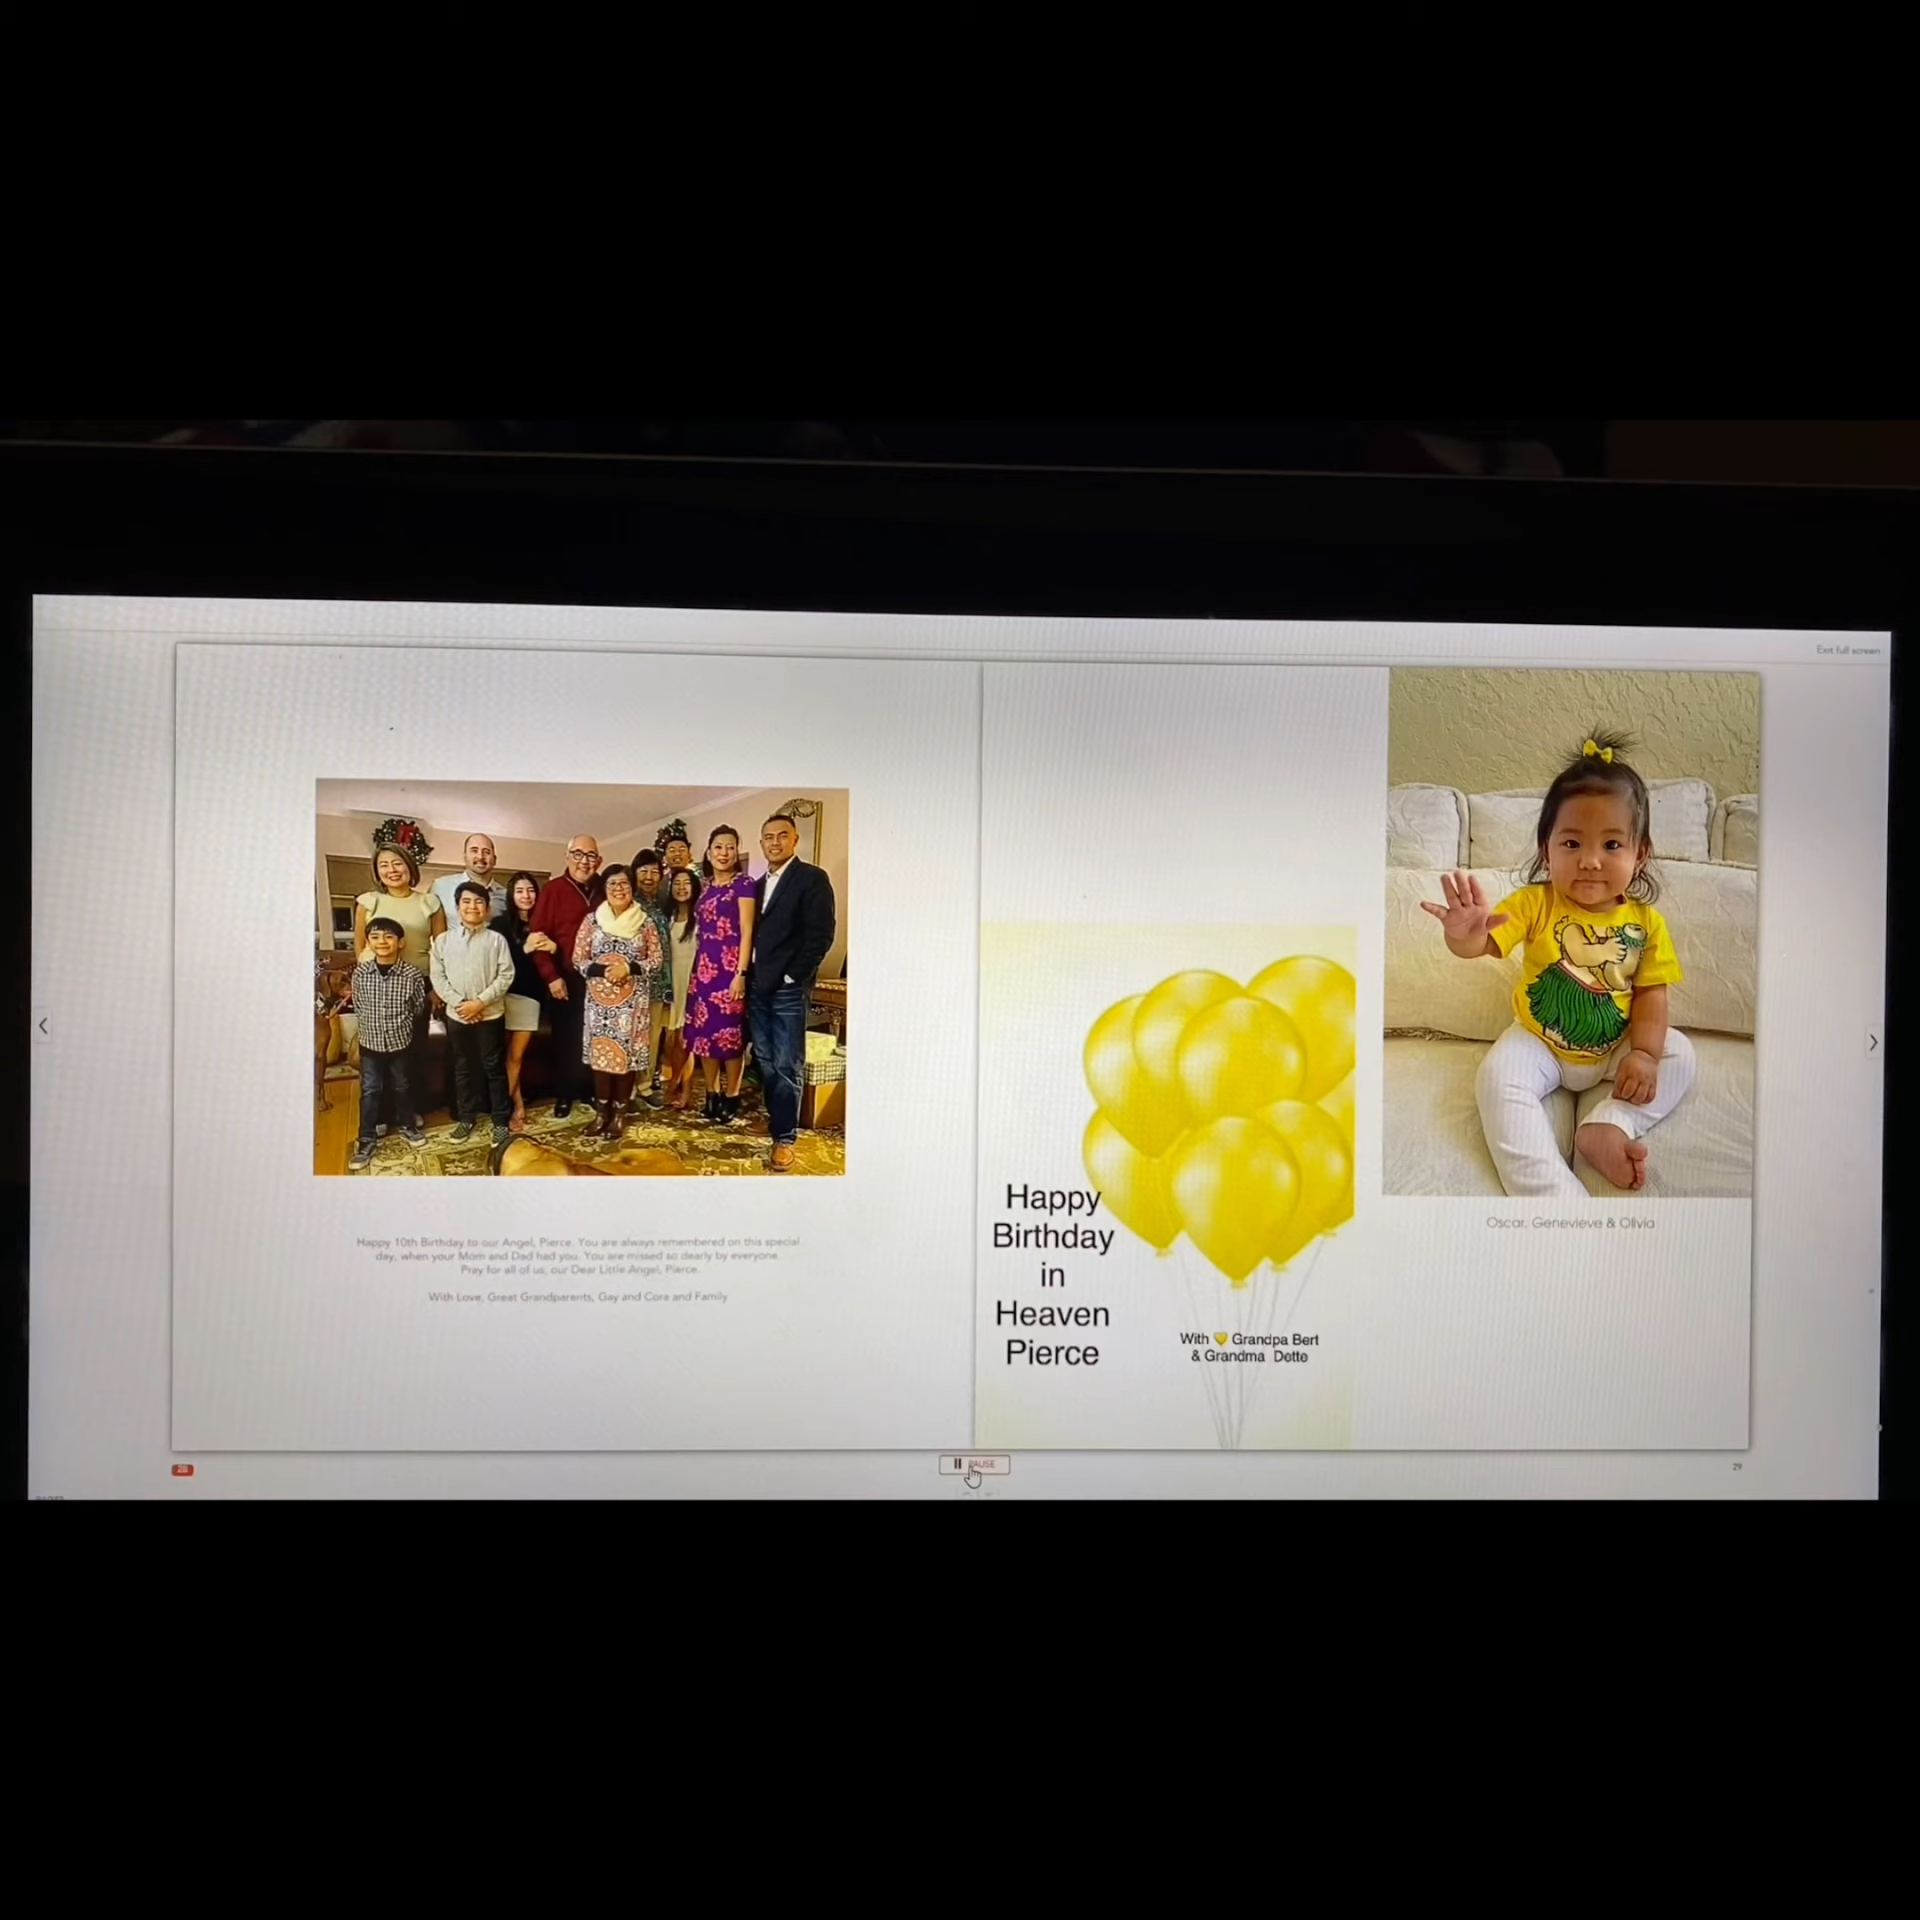 Exit full screen
Happy 10th Birthday to our Angel, Pierce. You are always remembered on this special
day, when your Mom and Dad had you. You are missed so dearly by everyone.
Pray for all of us, our Dear Little Angel, Pierce.
With Love, Great Grandparents, Gay and Cora and Family
Happy
Birthday
in
Heaven
Pierce
With 💛 Grandpa Bert
& Grandma Dette
Oscar, Genevieve & Olivia
28
PAUSE
29